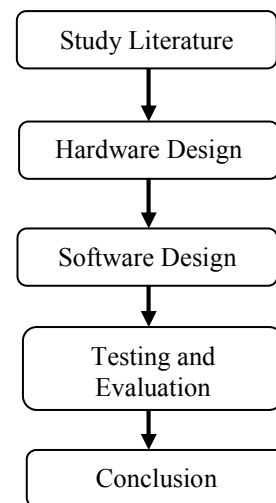 Study Literature
Hardware Design
Software Design
Testing and
Evaluation
Conclusion